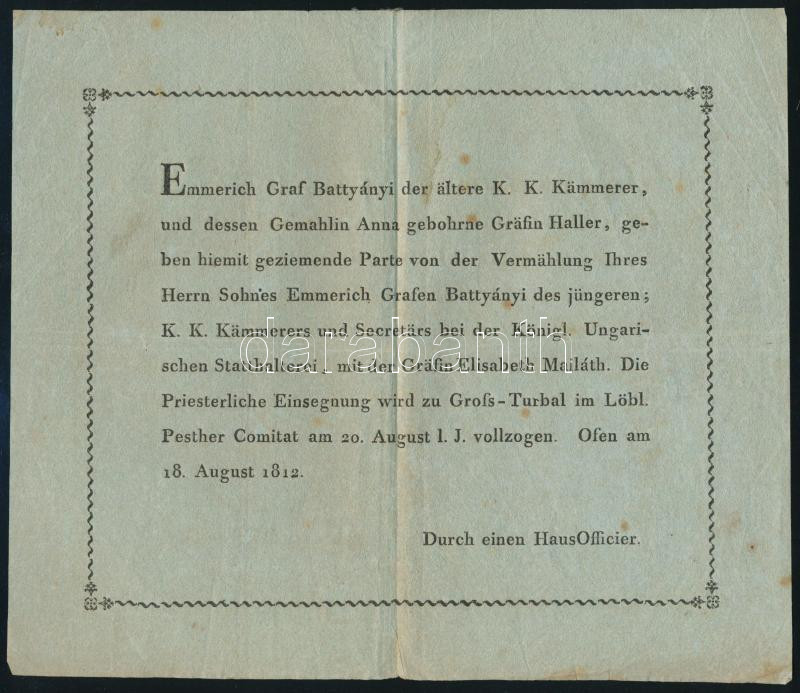 Emmerich Graf Battyányi der ältere K. K. Kämmerer,
und dessen Gemahlin Anna gebohrne Gräfin Haller, ge-
ben hiemit geziemende Parte von der Vermählung Ihres
Herrn Sohnes Emmerich Grafen Battyányi des jüngeren;
K. K. Kämmerers und Secretärs bei der Königl. Ungari-
schen Statthalterei, mit der Gräfin Elisabeth Mailáth. Die
Priesterliche Einsegnung wird zu Groſs-Turbal im Löbl.
Pesther Comitat am 20. August l. J. vollzogen. Ofen am
18. August 1812.
Durch einen HausOfficier.
darabanth